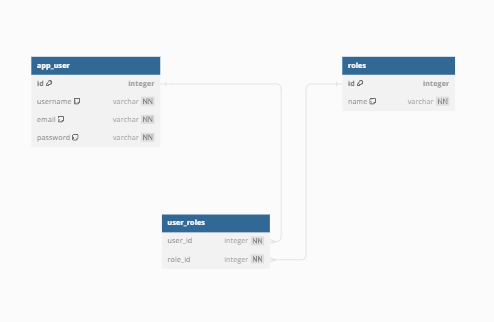 app_user
id integer
username varchar NN
email varchar NN
password varchar NN
roles
id integer
name varchar NN
user_roles
user_id integer NN
role_id integer NN